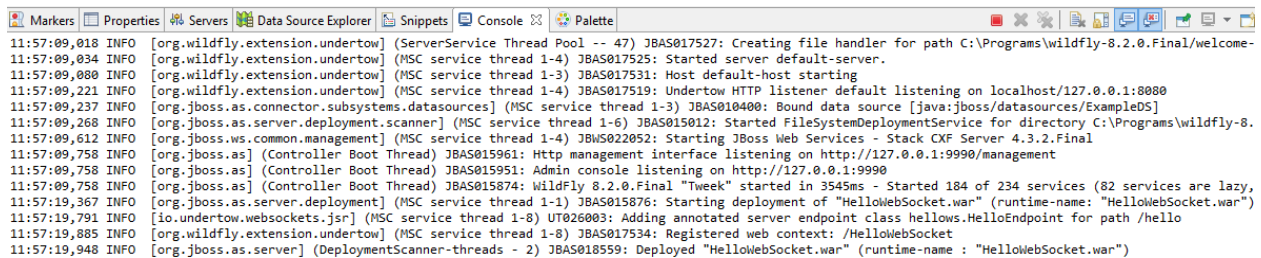 Markers Properties Servers Data Source Explorer Snippets Console Palette
11:57:09,018 INFO [org.wildfly.extension.undertow] (ServerService Thread Pool -- 47) JBAS017527: Creating file handler for path C:\Programs\wildfly-8.2.0.Final/welcome-
11:57:09,034 INFO [org.wildfly.extension.undertow] (MSC service thread 1-4) JBAS017525: Started server default-server.
11:57:09,080 INFO [org.wildfly.extension.undertow] (MSC service thread 1-3) JBAS017531: Host default-host starting
11:57:09,221 INFO [org.wildfly.extension.undertow] (MSC service thread 1-4) JBAS017519: Undertow HTTP listener default listening on localhost/127.0.0.1:8080
11:57:09,237 INFO [org.jboss.as.connector.subsystems.datasources] (MSC service thread 1-3) JBAS010400: Bound data source [java:jboss/datasources/ExampleDS]
11:57:09,268 INFO [org.jboss.as.server.deployment.scanner] (MSC service thread 1-6) JBAS015012: Started FileSystemDeploymentService for directory C:\Programs\wildfly-8.
11:57:09,612 INFO [org.jboss.ws.common.management] (MSC service thread 1-4) JBWS022052: Starting JBoss Web Services - Stack CXF Server 4.3.2.Final
11:57:09,758 INFO [org.jboss.as] (Controller Boot Thread) JBAS015961: Http management interface listening on http://127.0.0.1:9990/management
11:57:09,758 INFO [org.jboss.as] (Controller Boot Thread) JBAS015951: Admin console listening on http://127.0.0.1:9990
11:57:09,758 INFO [org.jboss.as] (Controller Boot Thread) JBAS015874: WildFly 8.2.0.Final "Tweek" started in 3545ms - Started 184 of 234 services (82 services are lazy,
11:57:19,367 INFO [org.jboss.as.server.deployment] (MSC service thread 1-1) JBAS015876: Starting deployment of "HelloWebSocket.war" (runtime-name: "HelloWebSocket.war")
11:57:19,791 INFO [io.undertow.websockets.jsr] (MSC service thread 1-8) UT026003: Adding annotated server endpoint class hellows.HelloEndpoint for path /hello
11:57:19,885 INFO [org.wildfly.extension.undertow] (MSC service thread 1-8) JBAS017534: Registered web context: /HelloWebSocket
11:57:19,948 INFO [org.jboss.as.server] (DeploymentScanner-threads - 2) JBAS018559: Deployed "HelloWebSocket.war" (runtime-name : "HelloWebSocket.war")